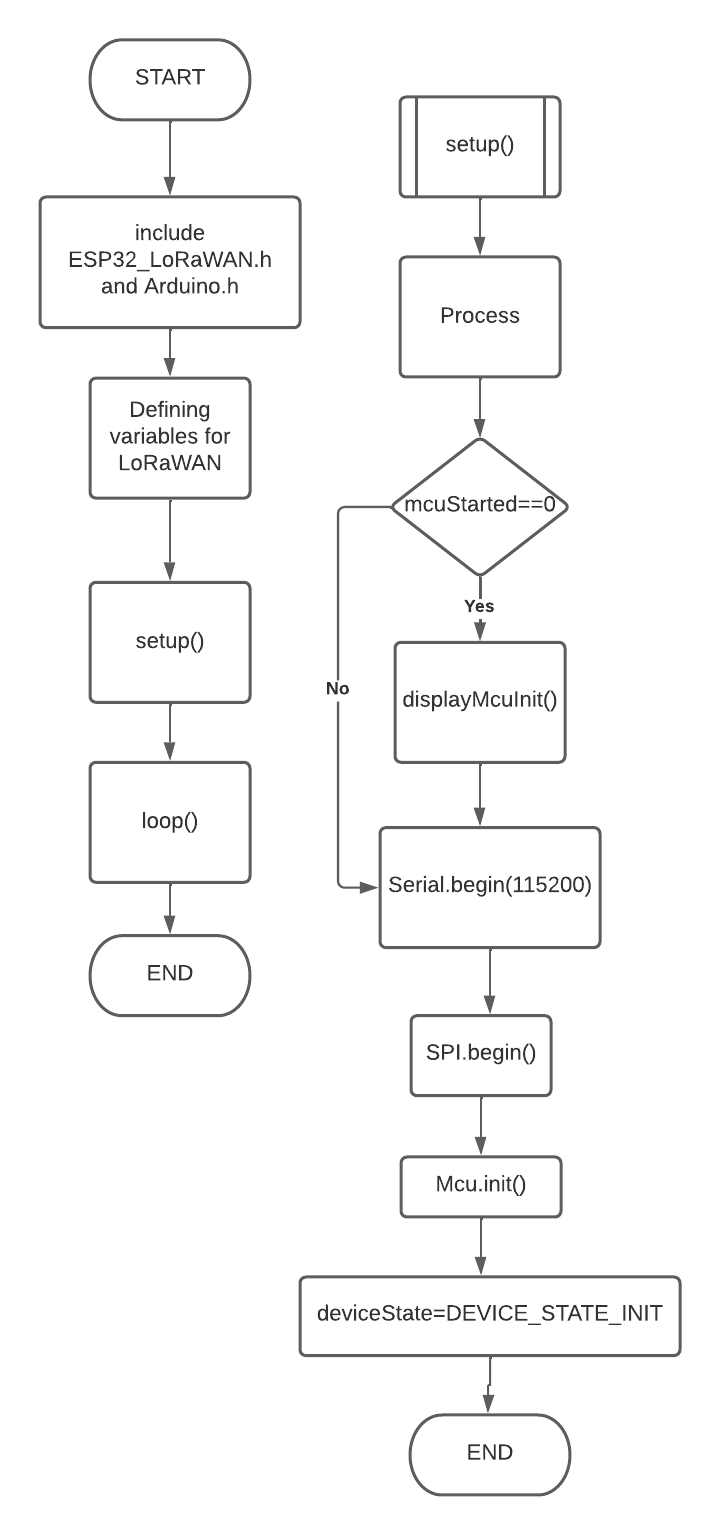 START
include
ESP32_LoRaWAN.h
and Arduino.h
Defining
variables for
LoRaWAN
setup()
loop()
END
setup()
Process
mcuStarted==0
Yes
No
displayMcuInit()
Serial.begin(115200)
SPI.begin()
Mcu.init()
deviceState=DEVICE_STATE_INIT
END